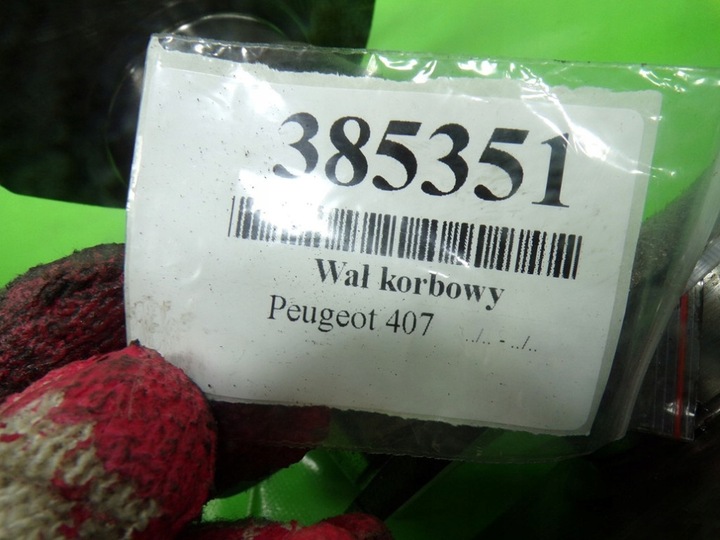 385351
Wał korbowy
Peugeot 407 ../.. - ../..